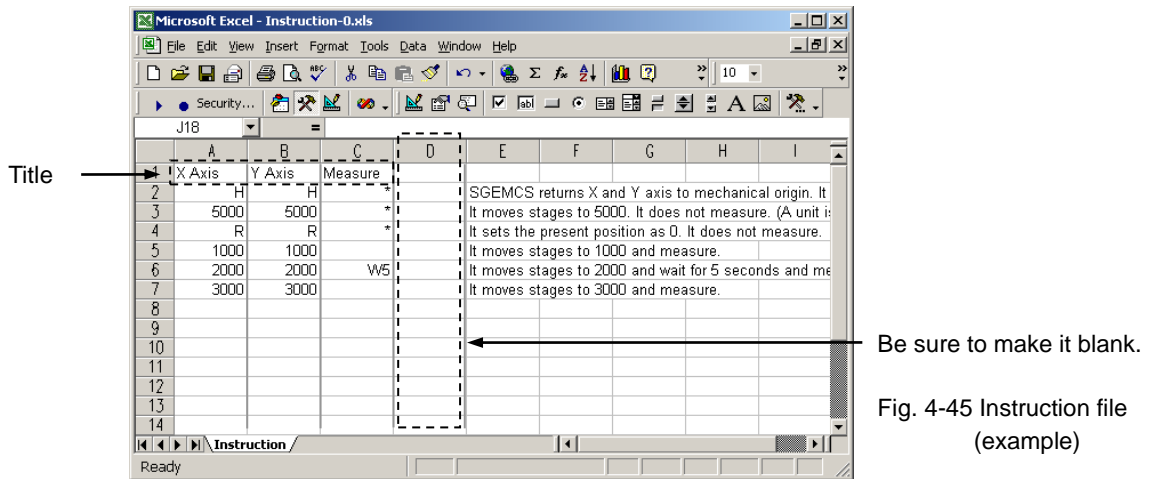 Microsoft Excel - Instruction-0.xls
File Edit View Insert Format Tools Data Window Help
10
Security...
J18 =
A B C D E F G H I
1 X Axis Y Axis Measure
2 H H * SGEMCS returns X and Y axis to mechanical origin. It
3 5000 5000 * It moves stages to 5000. It does not measure. (A unit i
4 R R * It sets the present position as 0. It does not measure.
5 1000 1000 It moves stages to 1000 and measure.
6 2000 2000 W5 It moves stages to 2000 and wait for 5 seconds and me
7 3000 3000 It moves stages to 3000 and measure.
8
9
10
11
12
13
14
Instruction
Ready
Title
Be sure to make it blank.
Fig. 4-45 Instruction file
(example)